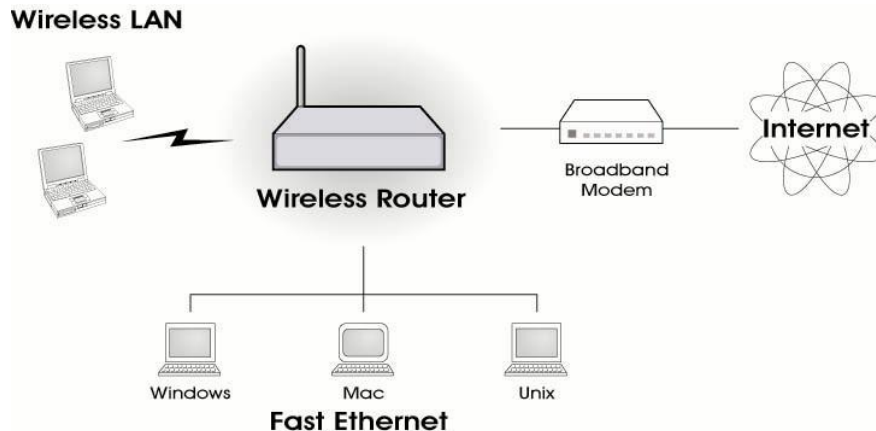 Wireless LAN
Internet
Broadband
Modem
Wireless Router
Windows
Mac
Unix
Fast Ethernet